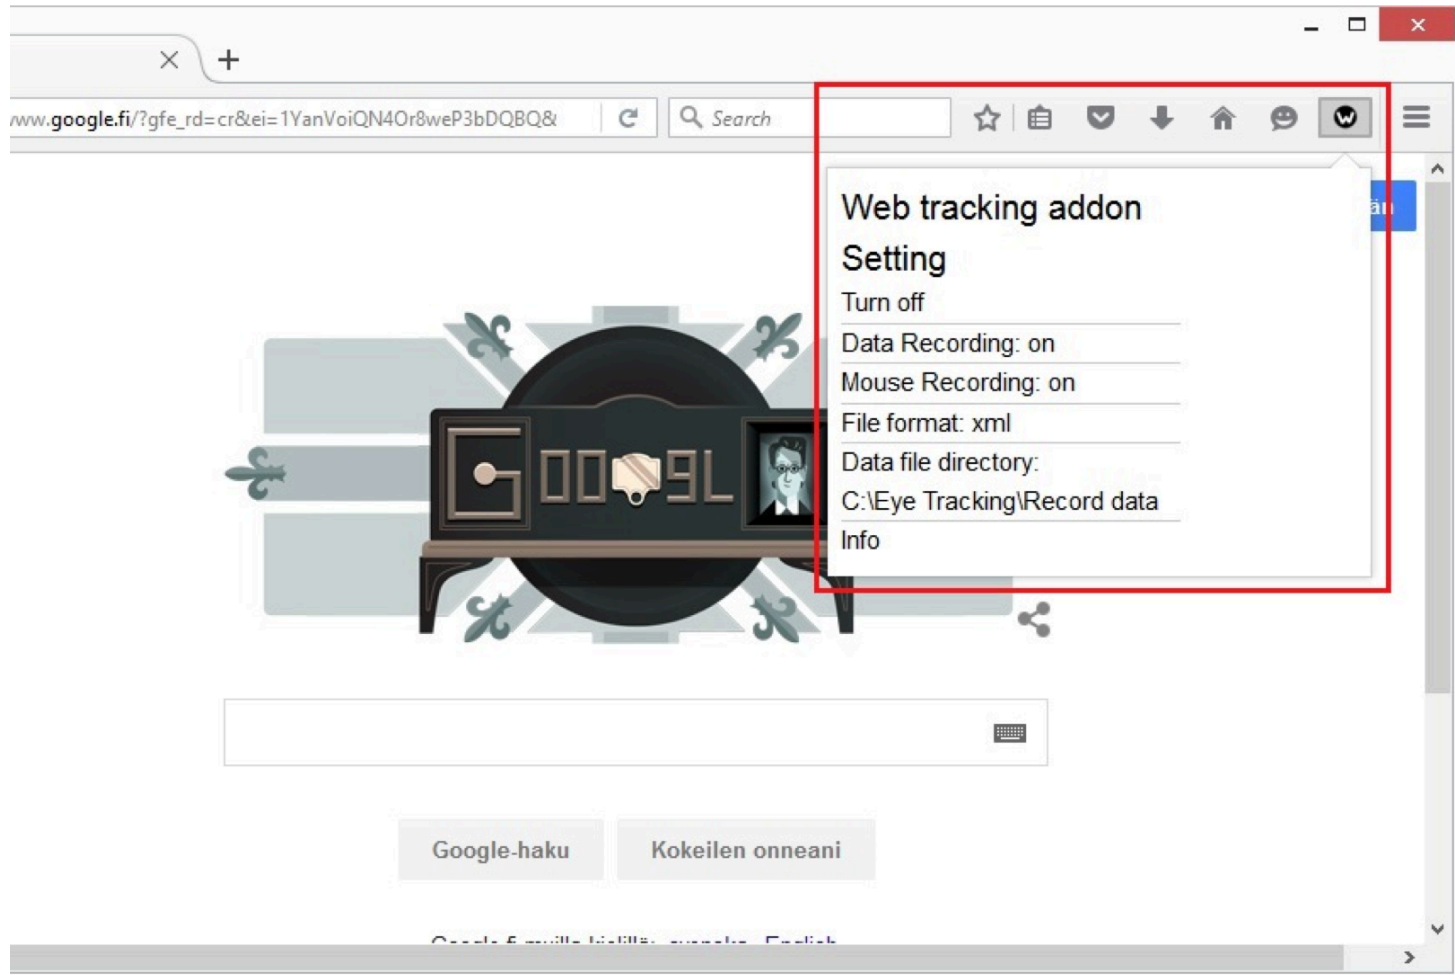 www.google.fi/?gfe_rd=cr&ei=1YanVoiQN4Or8weP3bDQBQ&
Search
W
Web tracking addon
än
Setting
Turn off
Data Recording: on
Mouse Recording: on
File format: xml
Data file directory:
C:\Eye Tracking\Record data
Info
Google-haku
Kokeilen onneani